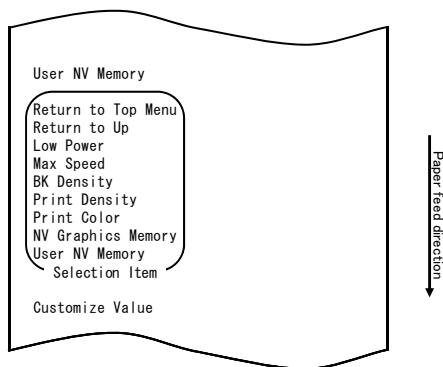 User NV Memory
Return to Top Menu
Return to Up
Low Power
Max Speed
BK Density
Print Density
Print Color
NV Graphics Memory
User NV Memory
Selection Item
Customize Value
Paper feed direction